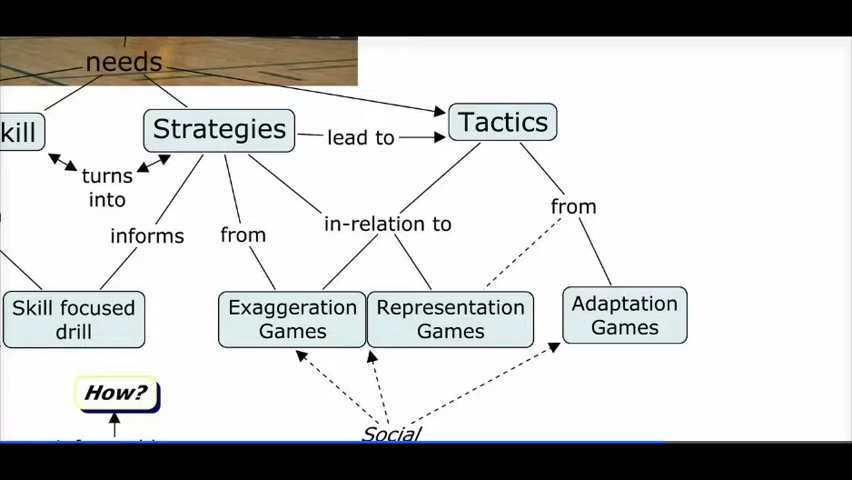 needs
kill
Strategies
lead to
Tactics
turns
into
informs
from
in-relation to
from
Skill focused
drill
Exaggeration
Games
Representation
Games
Adaptation
Games
How?
Social